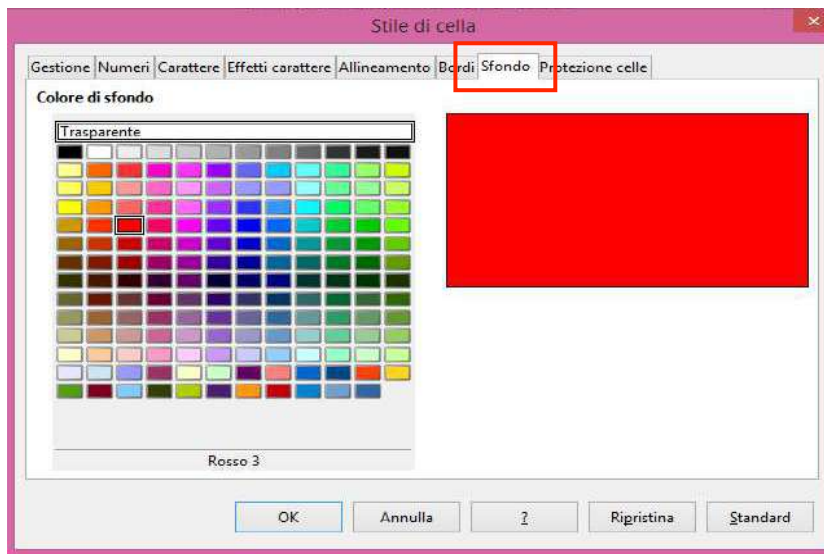 Stile di cella
Gestione Numeri Carattere Effetti carattere Allineamento Bordi Sfondo Protezione celle
Colore di sfondo
Trasparente
Rosso 3
OK Annulla ? Ripristina Standard